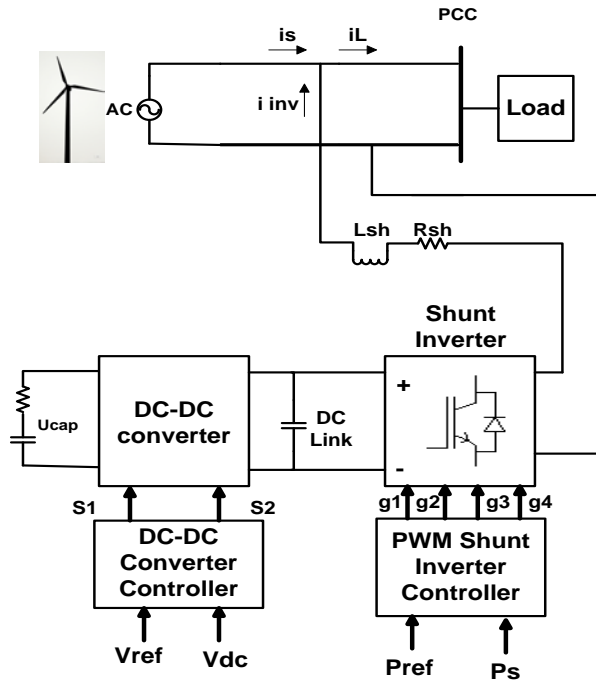 PCC
is
iL
AC
i inv
Load
Lsh
Rsh
Shunt
Inverter
Ucap
DC-DC
converter
DC
Link
+
-
S1
S2
g1
g2
g3
g4
DC-DC
Converter
Controller
PWM Shunt
Inverter
Controller
Vref
Vdc
Pref
Ps